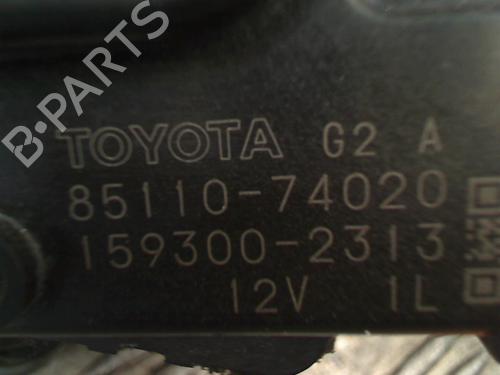 B-PARTS
TOYOTA G2 A
85110-74020
159300-2313
12V 1L